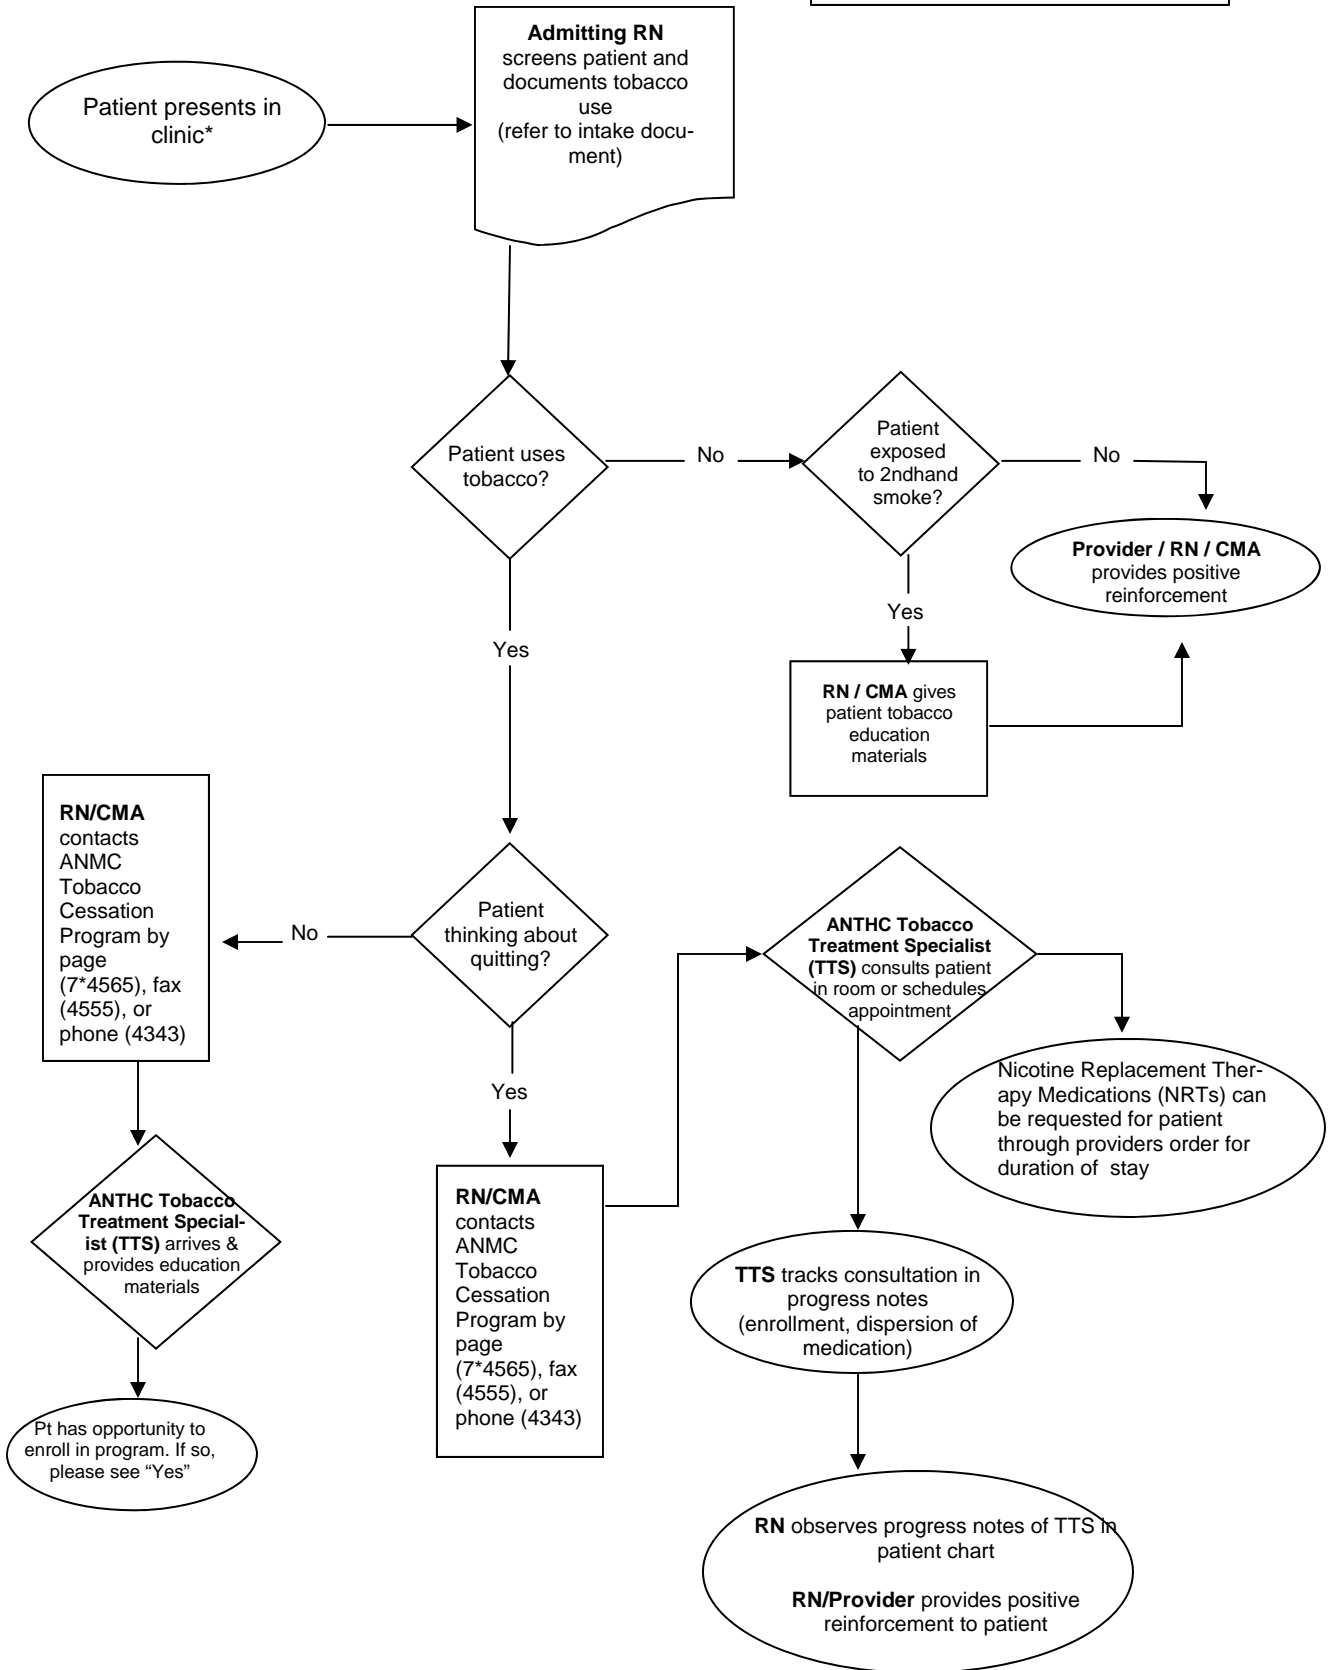 Admitting RN
screens patient and
documents tobacco
use
(refer to intake docu-
ment)
Patient presents in
clinic*
Patient uses
tobacco?
No
Patient
exposed
to 2ndhand
smoke?
No
Provider / RN / CMA
provides positive
reinforcement
Yes
RN / CMA gives
patient tobacco
education
materials
Yes
Patient
thinking about
quitting?
No
RN/CMA
contacts
ANMC
Tobacco
Cessation
Program by
page
(7*4565), fax
(4555), or
phone (4343)
ANTHC Tobacco
Treatment Special-
ist (TTS) arrives &
provides education
materials
Pt has opportunity to
enroll in program. If so,
please see “Yes”
Yes
RN/CMA
contacts
ANMC
Tobacco
Cessation
Program by
page
(7*4565), fax
(4555), or
phone (4343)
ANTHC Tobacco
Treatment Specialist
(TTS) consults patient
in room or schedules
appointment
Nicotine Replacement Ther-
apy Medications (NRTs) can
be requested for patient
through providers order for
duration of stay
TTS tracks consultation in
progress notes
(enrollment, dispersion of
medication)
RN observes progress notes of TTS in
patient chart
RN/Provider provides positive
reinforcement to patient